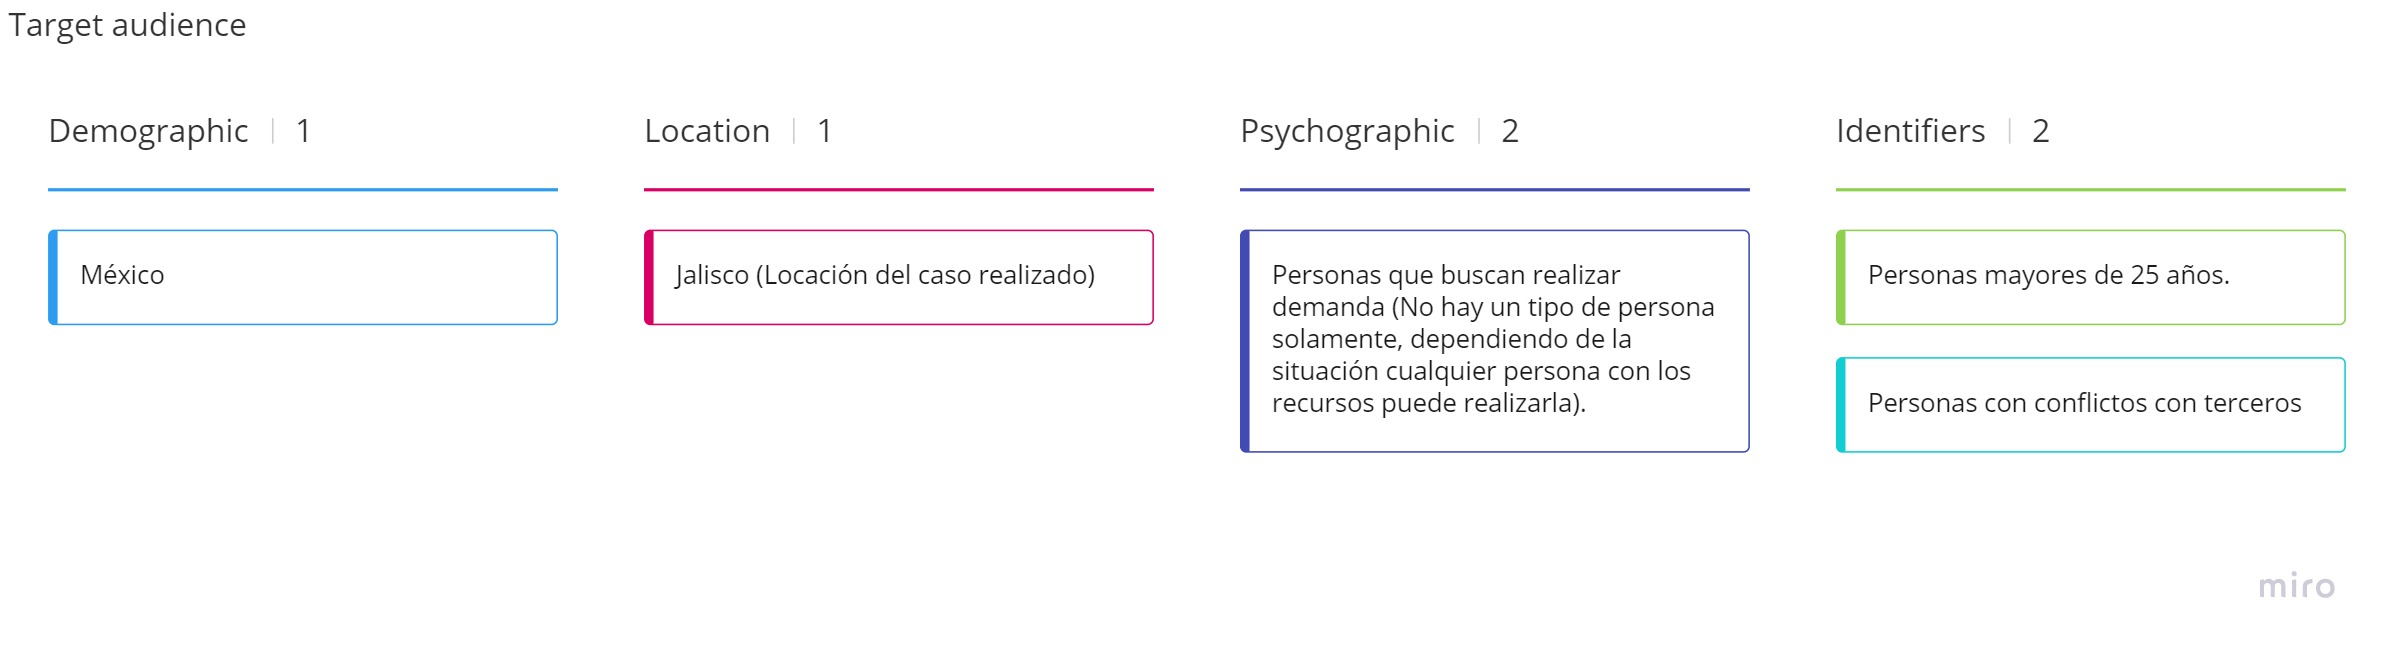 Target audience
Demographic | 1
México
Location | 1
Jalisco (Locación del caso realizado)
Psychographic | 2
Personas que buscan realizar
demanda (No hay un tipo de persona
solamente, dependiendo de la
situación cualquier persona con los
recursos puede realizarla).
Identifiers | 2
Personas mayores de 25 años.
Personas con conflictos con terceros
miro